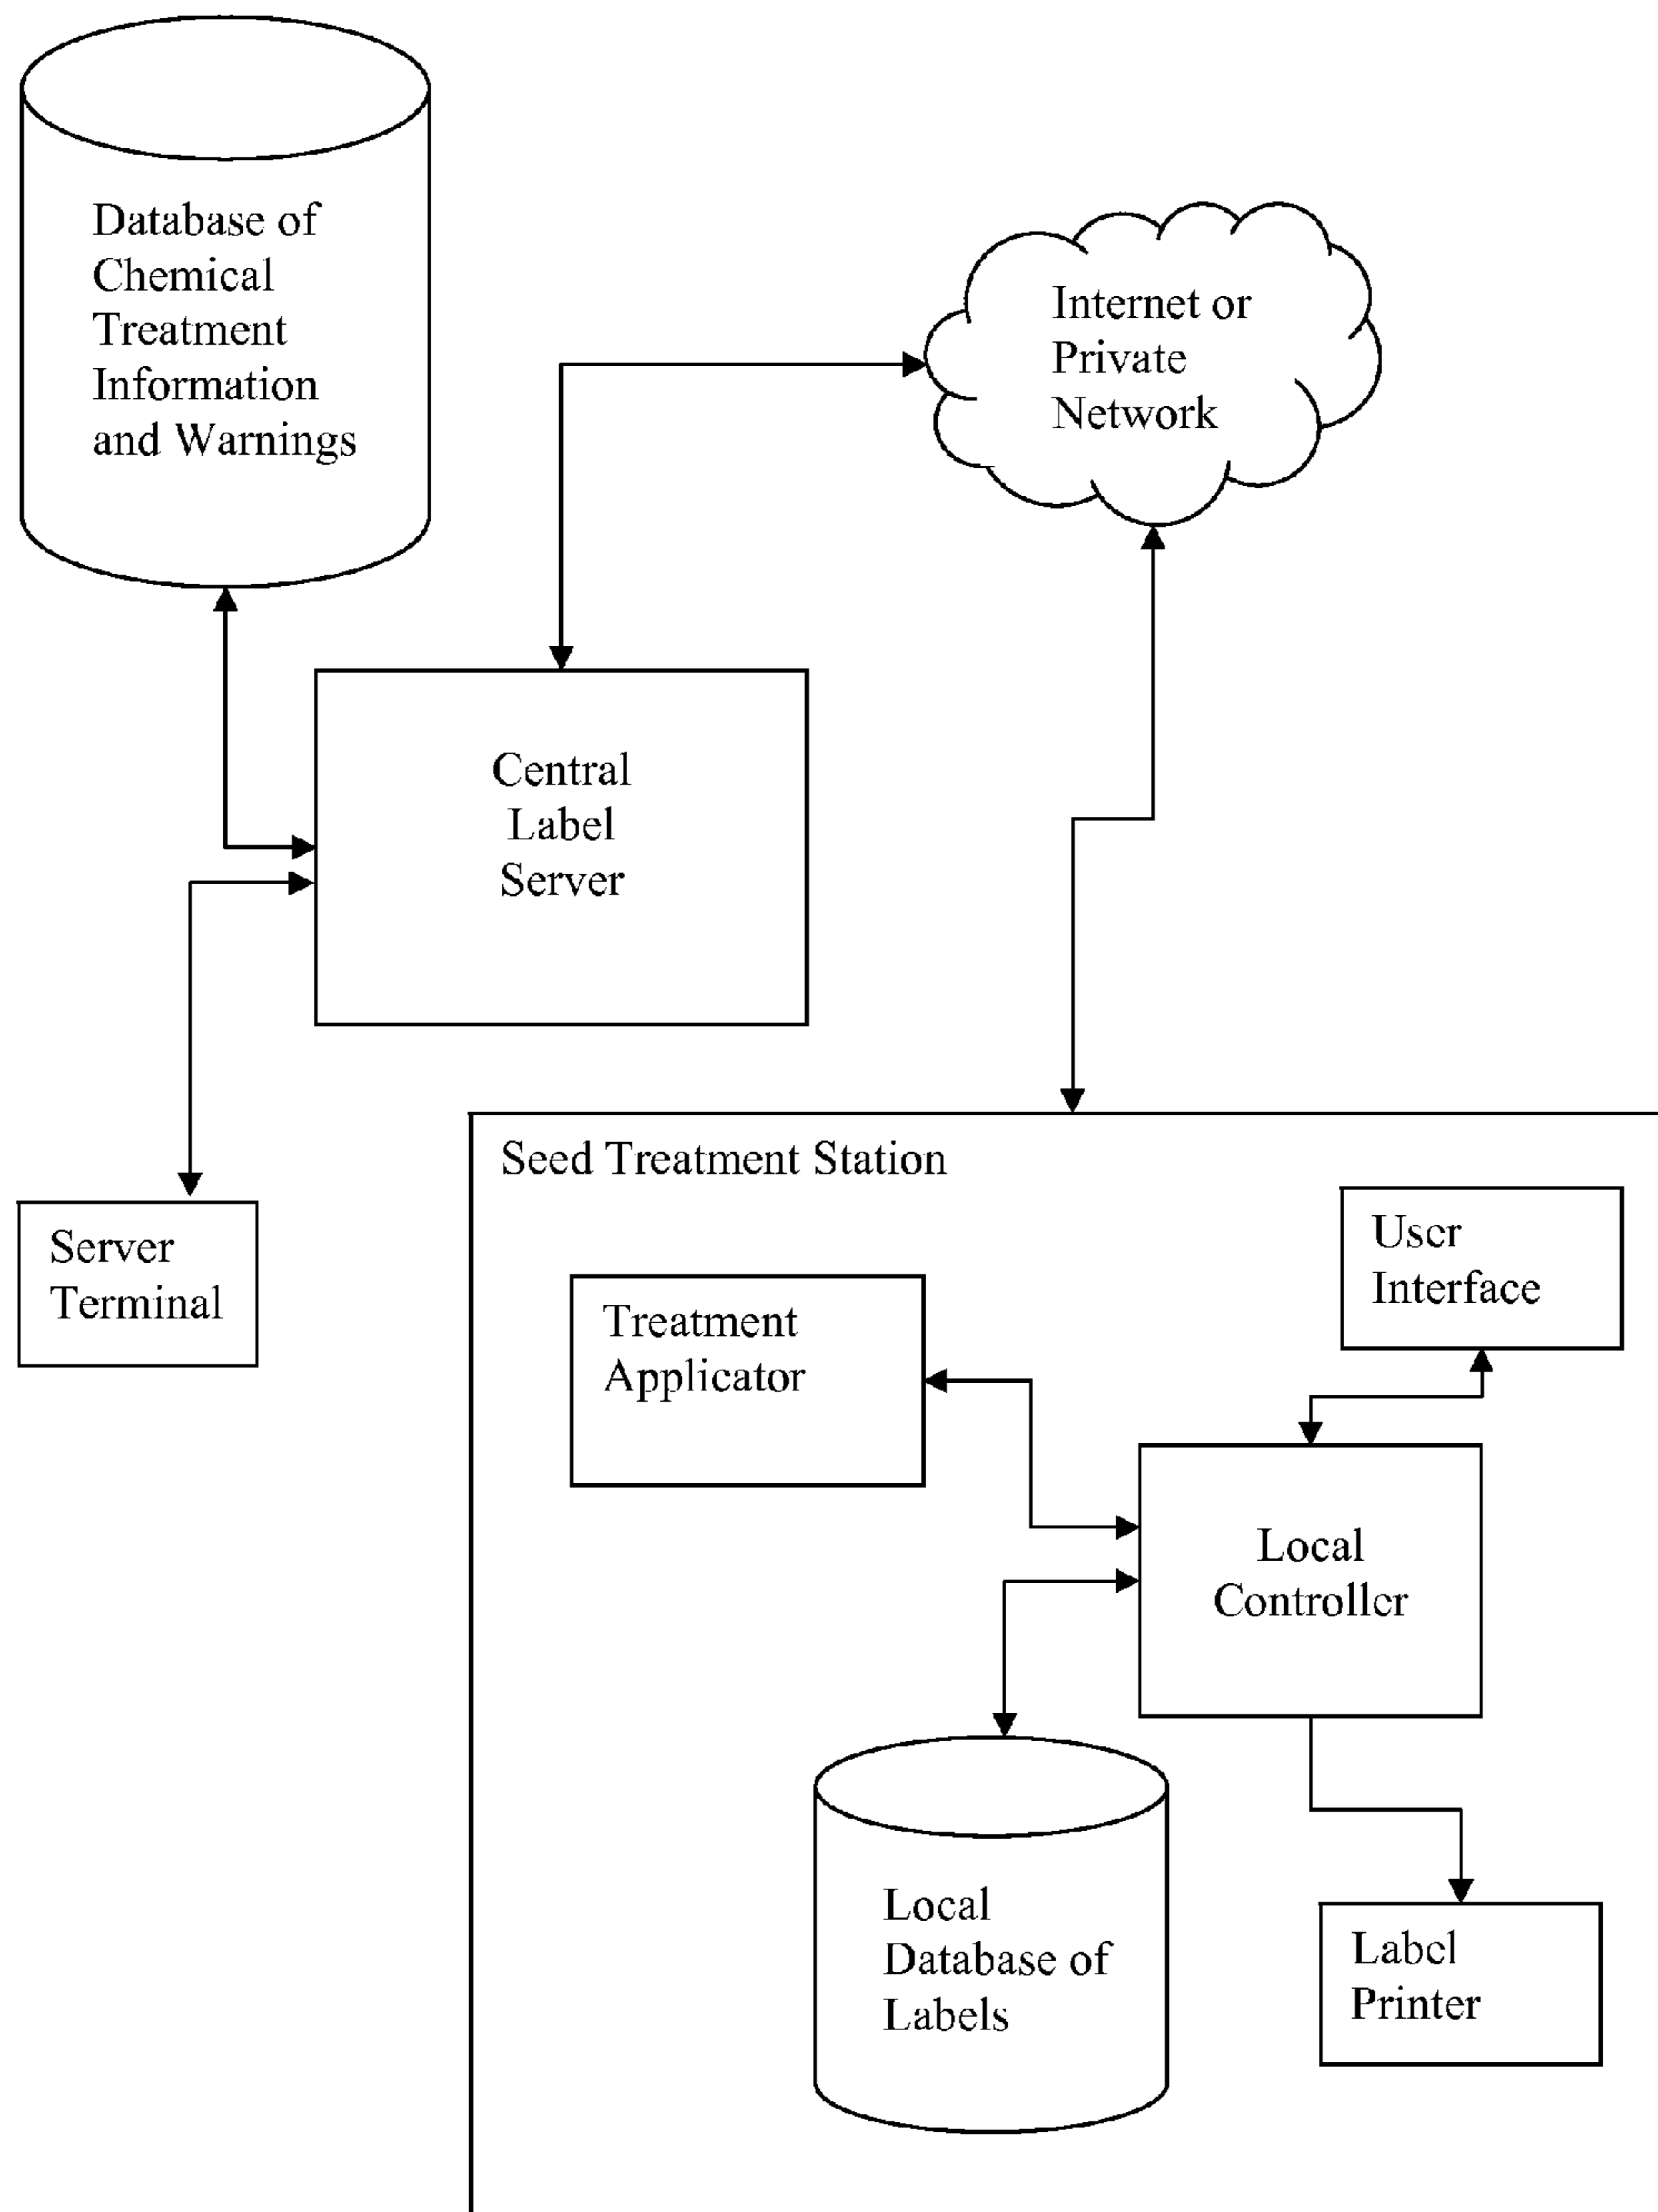 Database of
Chemical
Treatment
Information
and Warnings
Internet or
Private
Network
Central
Label
Server
Seed Treatment Station
Server
Terminal
User
Interface
Treatment
Applicator
Local
Controller
Local
Database of
Labels
Label
Printer